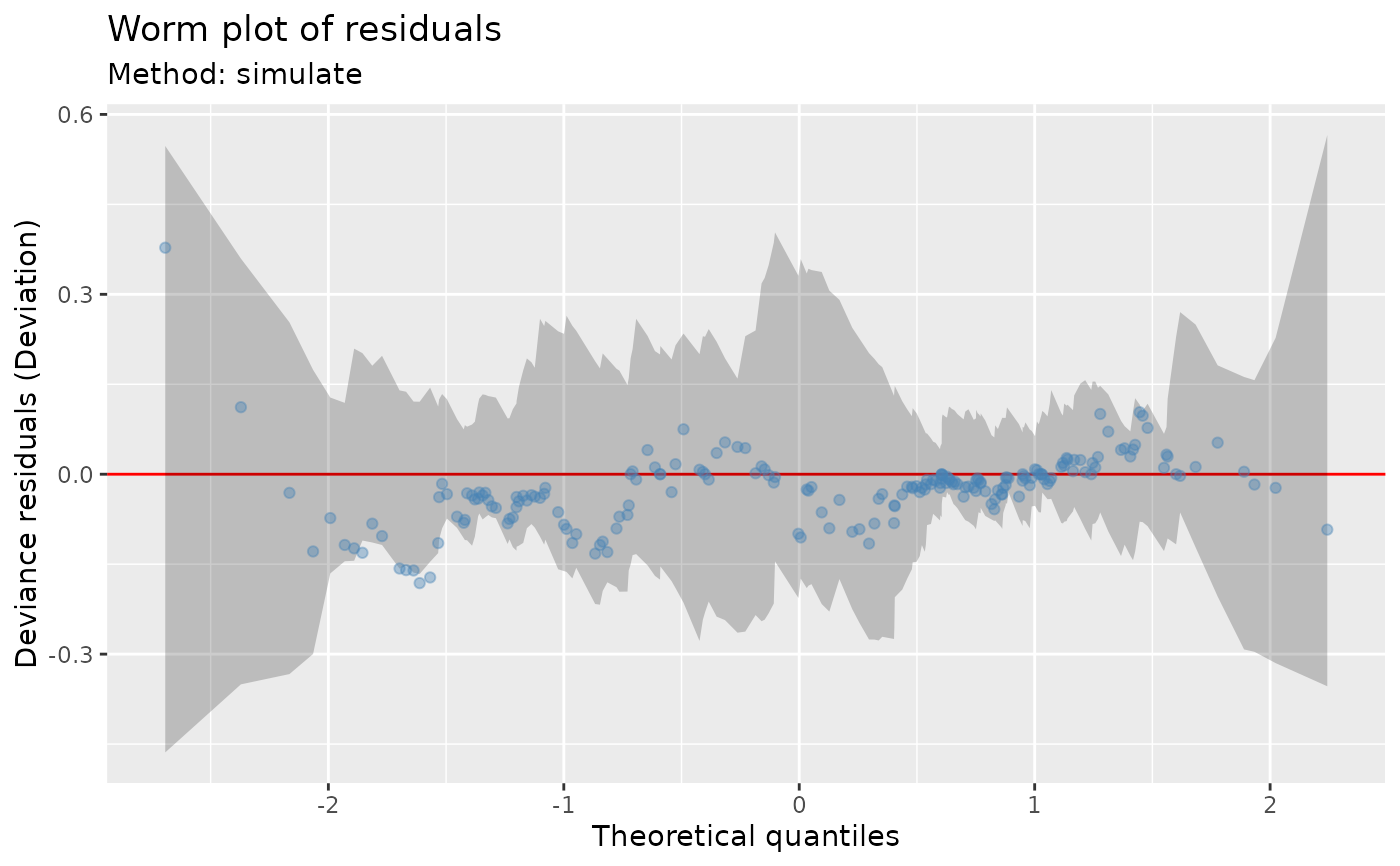 Worm plot of residuals
Method: simulate
Deviance residuals (Deviation)
0.6
0.3
0.0
-0.3
-2
-1
0
1
2
Theoretical quantiles